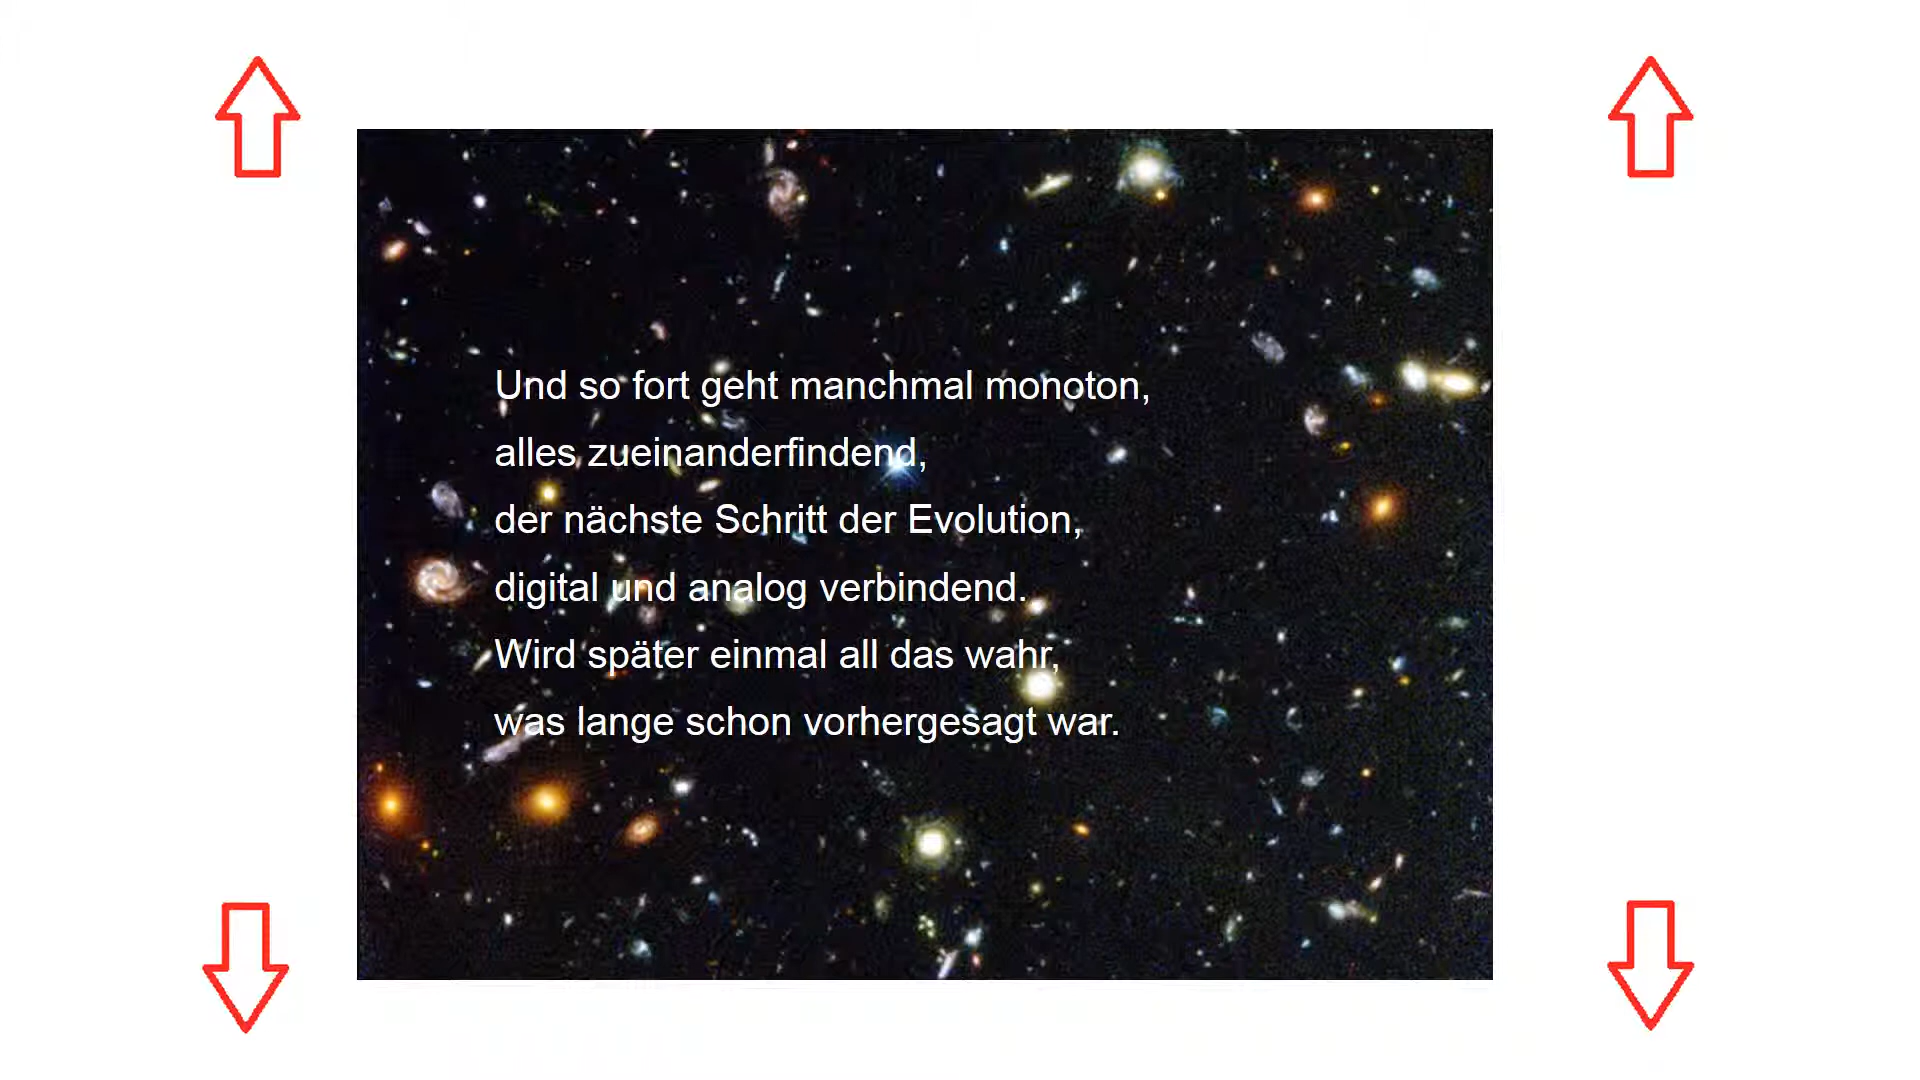 Und so fort geht manchmal monoton,
alles zueinanderfindend,
der nächste Schritt der Evolution,
digital und analog verbindend.
Wird später einmal all das wahr,
was lange schon vorhergesagt war.